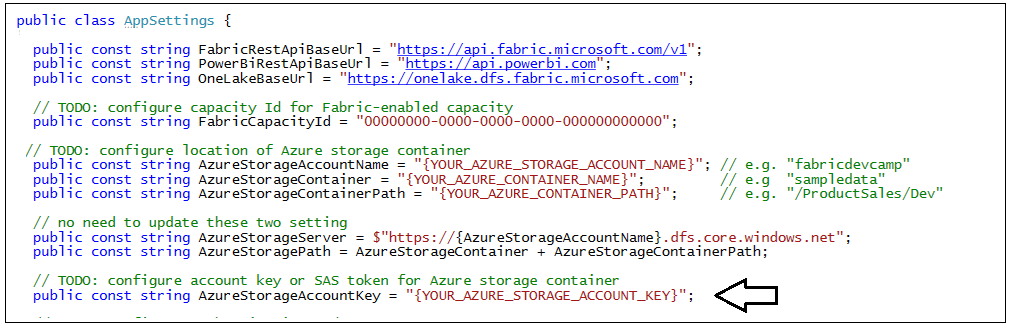 public class AppSettings {
public const string FabricRestApiBaseUrl = "https://api.fabric.microsoft.com/v1";
public const string PowerBiRestApiBaseUrl = "https://api.powerbi.com";
public const string OneLakeBaseUrl = "https://onelake.dfs.fabric.microsoft.com";
// TODO: configure capacity Id for Fabric-enabled capacity
public const string FabricCapacityId = "00000000-0000-0000-0000-000000000000";
// TODO: configure location of Azure storage container
public const string AzureStorageAccountName = "{YOUR_AZURE_STORAGE_ACCOUNT_NAME}"; // e.g. "fabricdevcamp"
public const string AzureStorageContainer = "{YOUR_AZURE_CONTAINER_NAME}"; // e.g "sampledata"
public const string AzureStorageContainerPath = "{YOUR_AZURE_CONTAINER_PATH}"; // e.g. "/ProductSales/Dev"
// no need to update these two setting
public const string AzureStorageServer = $"https://{AzureStorageAccountName}.dfs.core.windows.net";
public const string AzureStoragePath = AzureStorageContainer + AzureStorageContainerPath;
// TODO: configure account key or SAS token for Azure storage container
public const string AzureStorageAccountKey = "{YOUR_AZURE_STORAGE_ACCOUNT_KEY}";